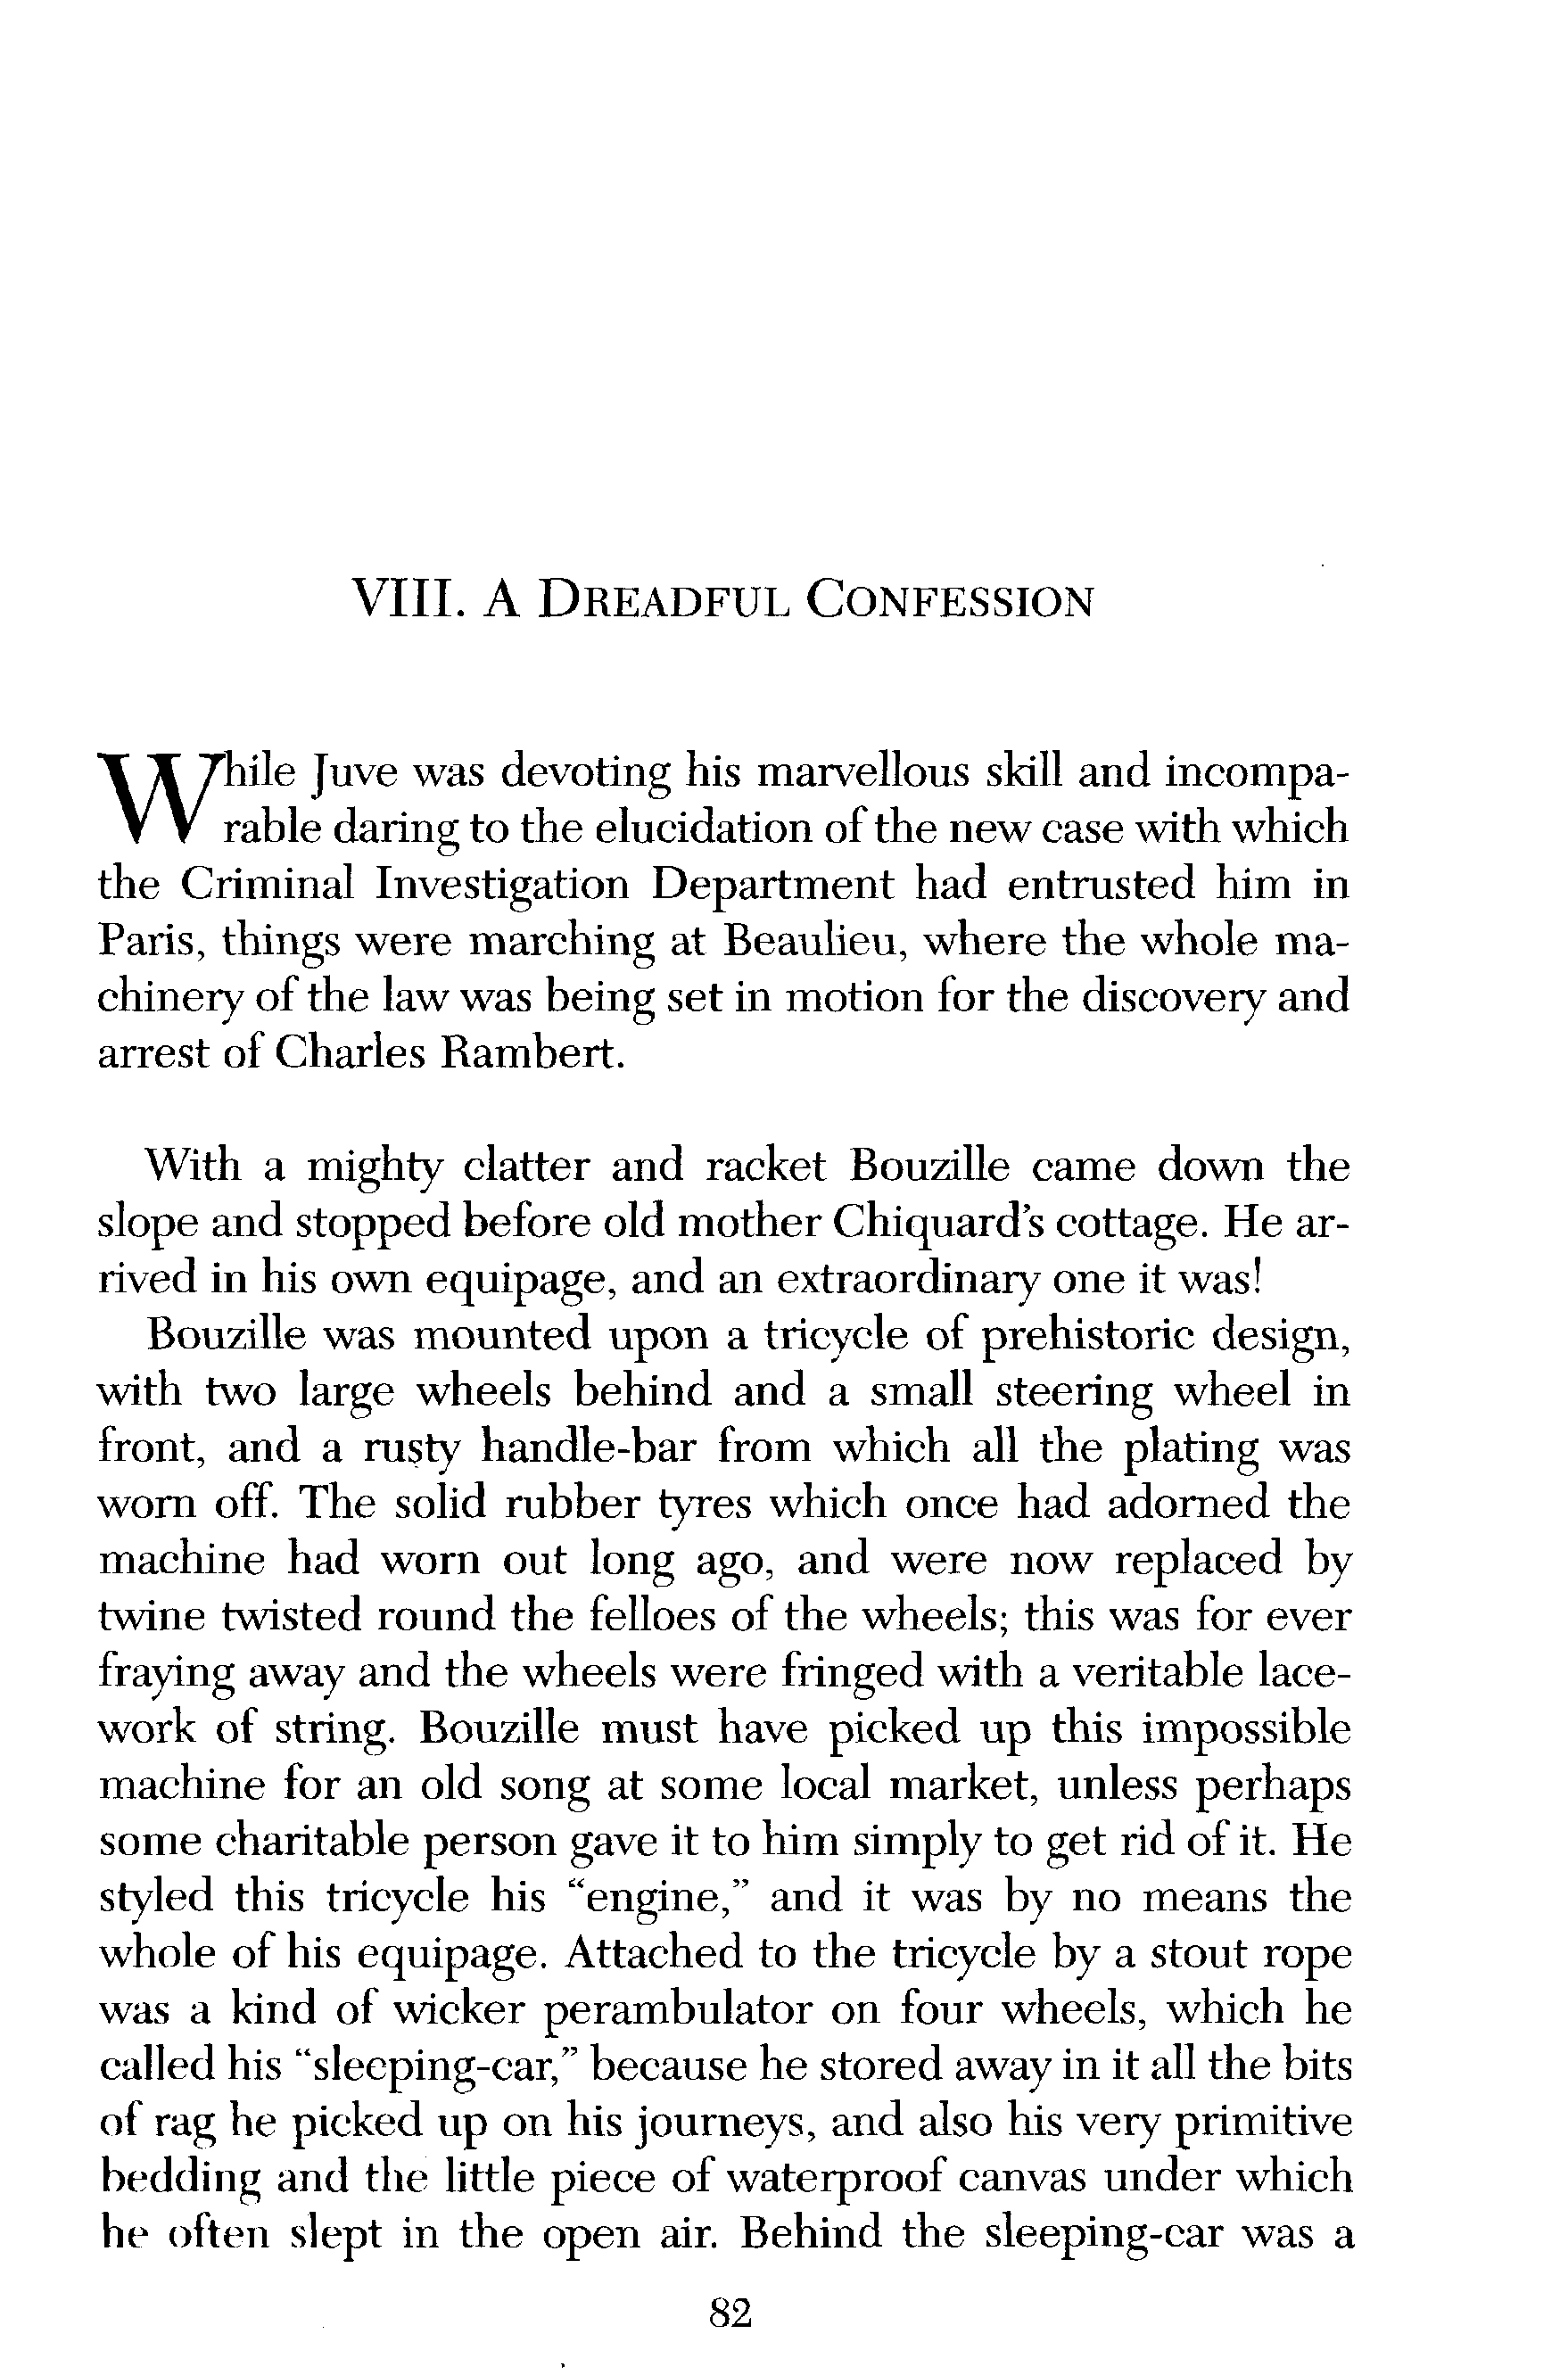 VIII. A DREADFUL CONFESSION
While Juve was devoting his marvellous skill and incompa-
rable daring to the elucidation of the new case with which
the Criminal Investigation Department had entrusted him in
Paris, things were marching at Beaulieu, where the whole ma-
chinery of the law was being set in motion for the discovery and
arrest of Charles Rambert.
With a mighty clatter and racket Bouzille came down the
slope and stopped before old mother Chiquard's cottage. He ar-
rived in his own equipage, and an extraordinary one it was!
Bouzille was mounted upon a tricycle of prehistoric design,
with two large wheels behind and a small steering wheel in
front, and a rusty handle-bar from which all the plating was
worn off. The solid rubber tyres which once had adorned the
machine had worn out long ago, and were now replaced by
twine twisted round the felloes of the wheels; this was for ever
fraying away and the wheels were fringed with a veritable lace-
work of string. Bouzille must have picked up this impossible
machine for an old song at some local market, unless perhaps
some charitable person gave it to him simply to get rid of it. He
styled this tricycle his “engine,” and it was by no means the
whole of his equipage. Attached to the tricycle by a stout rope
was a kind of wicker perambulator on four wheels, which he
called his “sleeping-car,” because he stored away in it all the bits
of rag he picked up on his journeys, and also his very primitive
bedding and the little piece of waterproof canvas under which
he often slept in the open air. Behind the sleeping-car was a
82